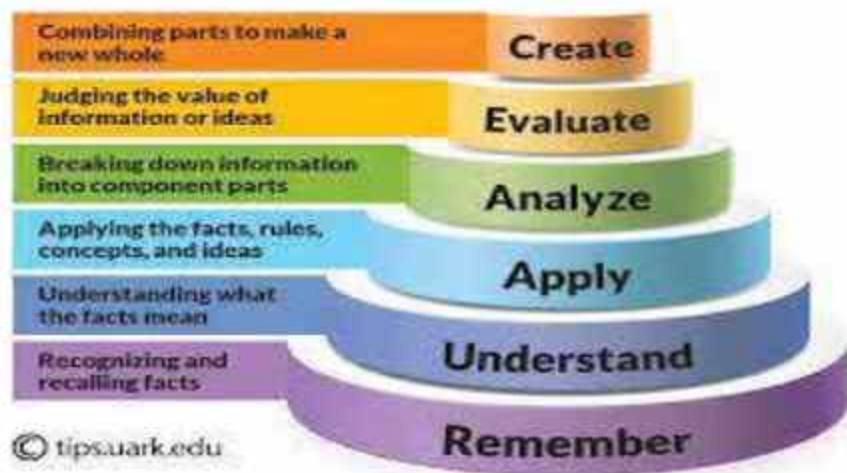 Combining parts to make a
new whole
Create
Judging the value of
information or ideas
Evaluate
Breaking down information
into component parts
Analyze
Applying the facts, rules,
concepts, and ideas
Apply
Understanding what
the facts mean
Understand
Recognizing and
recalling facts
Remember
© tips.uark.edu